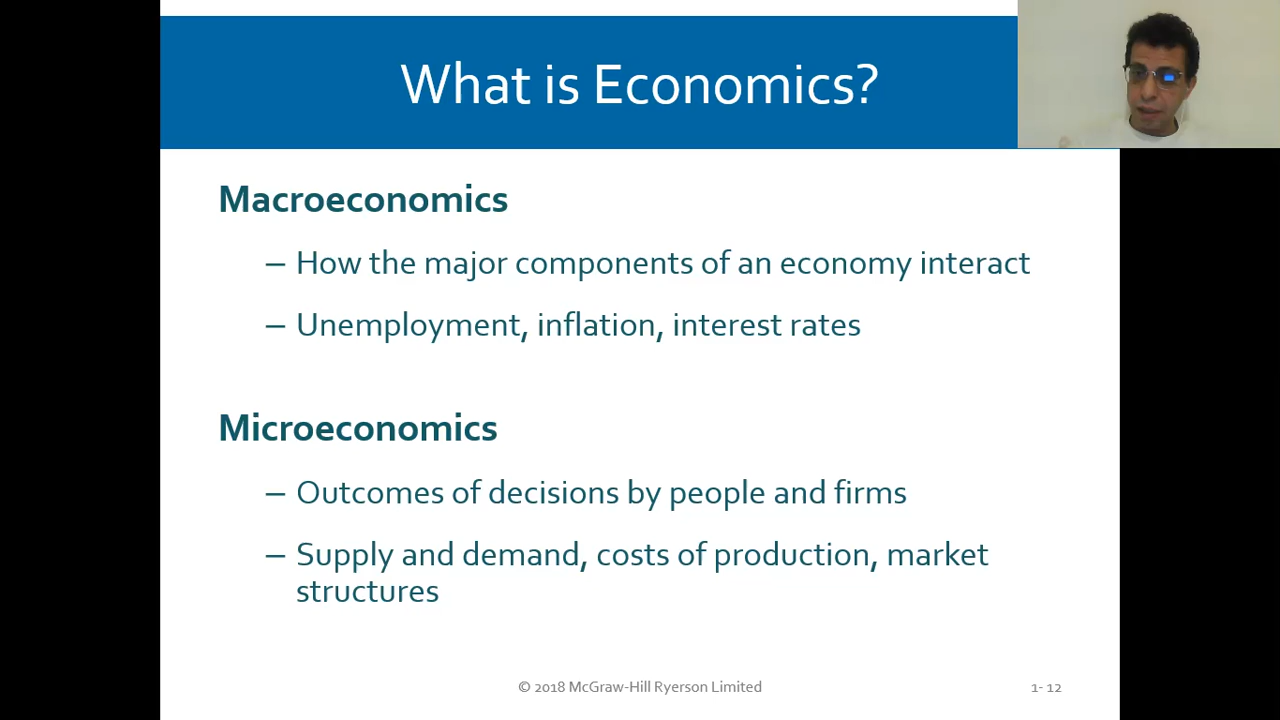 What is Economics?
Macroeconomics
– How the major components of an economy interact
– Unemployment, inflation, interest rates
Microeconomics
– Outcomes of decisions by people and firms
– Supply and demand, costs of production, market
structures
© 2018 McGraw-Hill Ryerson Limited
1- 12